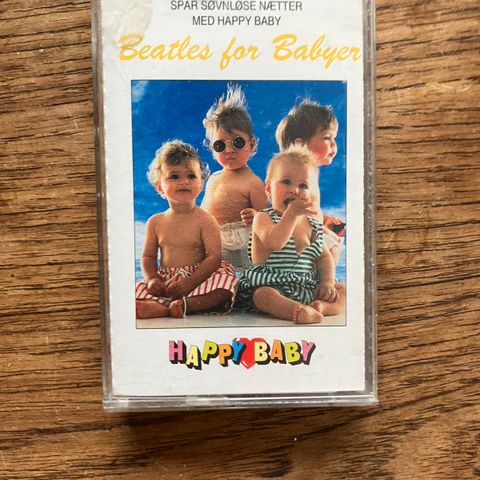 SPAR SØVNLØSE NÆTTER
MED HAPPY BABY
Beatles for Babyer
HAPPY BABY